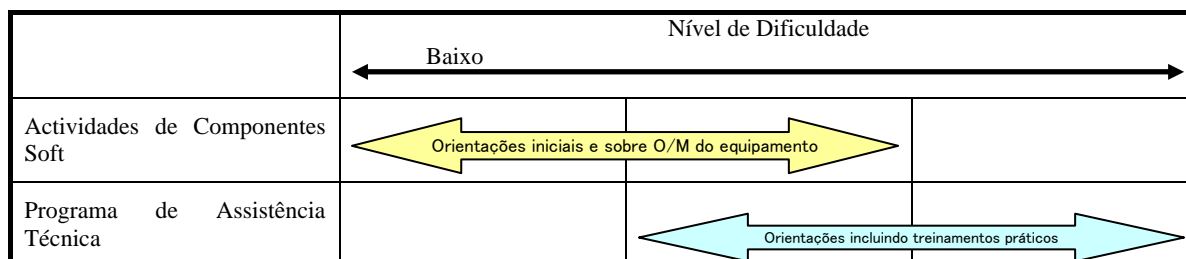 Nível de Dificuldade
Baixo
Actividades de Componentes
Soft
Orientações iniciais e sobre O/M do equipamento
Programa de Assistência
Técnica
Orientações incluindo treinamentos práticos